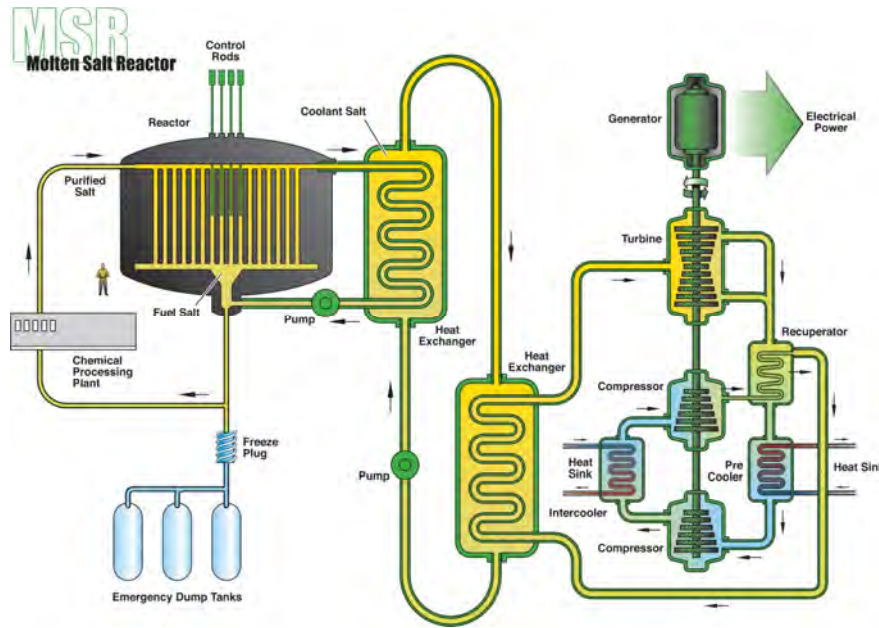 MSR
Molten Salt Reactor
Control
Rods
Reactor
Coolant Salt
Purified
Salt
Fuel Salt
Pump
Chemical
Processing
Plant
Heat
Exchanger
Freeze
Plug
Emergency Dump Tanks
Pump
Heat
Exchanger
Generator
Electrical
Power
Turbine
Recuperator
Compressor
Heat
Sink
Pre
Cooler
Heat Sink
Intercooler
Compressor